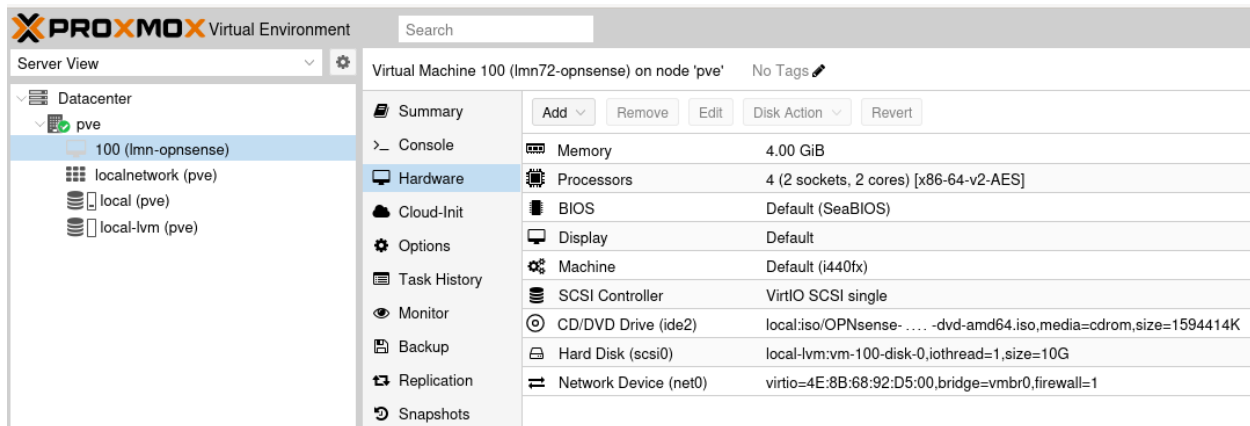 PROXMOX Virtual Environment
Search
Server View
Datacenter
pve
100 (lmn-opnsense)
localnetwork (pve)
local (pve)
local-lvm (pve)
Virtual Machine 100 (lmn72-opnsense) on node 'pve' No Tags
Summary
Console
Hardware
Cloud-Init
Options
Task History
Monitor
Backup
Replication
Snapshots
Add Remove Edit Disk Action Revert
Memory 4.00 GiB
Processors 4 (2 sockets, 2 cores) [x86-64-v2-AES]
BIOS Default (SeaBIOS)
Display Default
Machine Default (i440fx)
SCSI Controller VirtIO SCSI single
CD/DVD Drive (ide2) local:iso/OPNsense- .... -dvd-amd64.iso,media=cdrom,size=1594414K
Hard Disk (scsi0) local-lvm:vm-100-disk-0,iothread=1,size=10G
Network Device (net0) virtio=4E:8B:68:92:D5:00,bridge=vmbr0,firewall=1